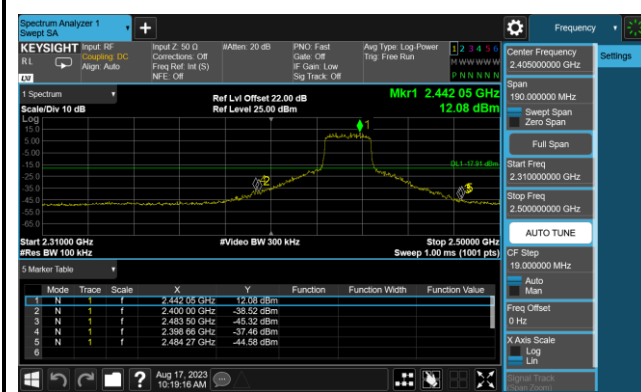 Spectrum Analyzer 1
Swept SA
Frequency
KEYSIGHT Input: RF Input Z: 50 Ω #Atten: 20 dB PNO: Fast Avg Type: Log-Power 1 2 3 4 5 6
RL Coupling: DC Corrections: Off Gate: Off Trig: Free Run M W W W W W
Align: Auto Freq Ref: Int (S) IF Gain: Low
NFE: Off Sig Track: Off P N N N N N
LXI
1 Spectrum Ref Lvl Offset 22.00 dB Mkr1 2.442 05 GHz
Scale/Div 10 dB Ref Level 25.00 dBm 12.08 dBm
Log
15.0
5.00
-5.00
-15.0
-25.0
-35.0
-45.0
-55.0
-65.0
1
2
DL1 -17.91 dBm
Start 2.31000 GHz #Video BW 300 kHz Stop 2.50000 GHz
#Res BW 100 kHz Sweep 1.00 ms (1001 pts)
5 Marker Table
Mode Trace Scale X Y Function Function Width Function Value
1 N 1 f 2.442 05 GHz 12.08 dBm
2 N 1 f 2.400 00 GHz -38.52 dBm
3 N 1 f 2.483 50 GHz -45.32 dBm
4 N 1 f 2.398 66 GHz -37.46 dBm
5 N 1 f 2.484 27 GHz -44.58 dBm
6
Aug 17, 2023
10:19:16 AM
Center Frequency
2.405000000 GHz
Settings
Span
190.000000 MHz
Swept Span
Zero Span
Full Span
Start Freq
2.310000000 GHz
Stop Freq
2.500000000 GHz
AUTO TUNE
CF Step
19.000000 MHz
Auto
Man
Freq Offset
0 Hz
X Axis Scale
Log
Lin
Signal Track
(Span Zoom)